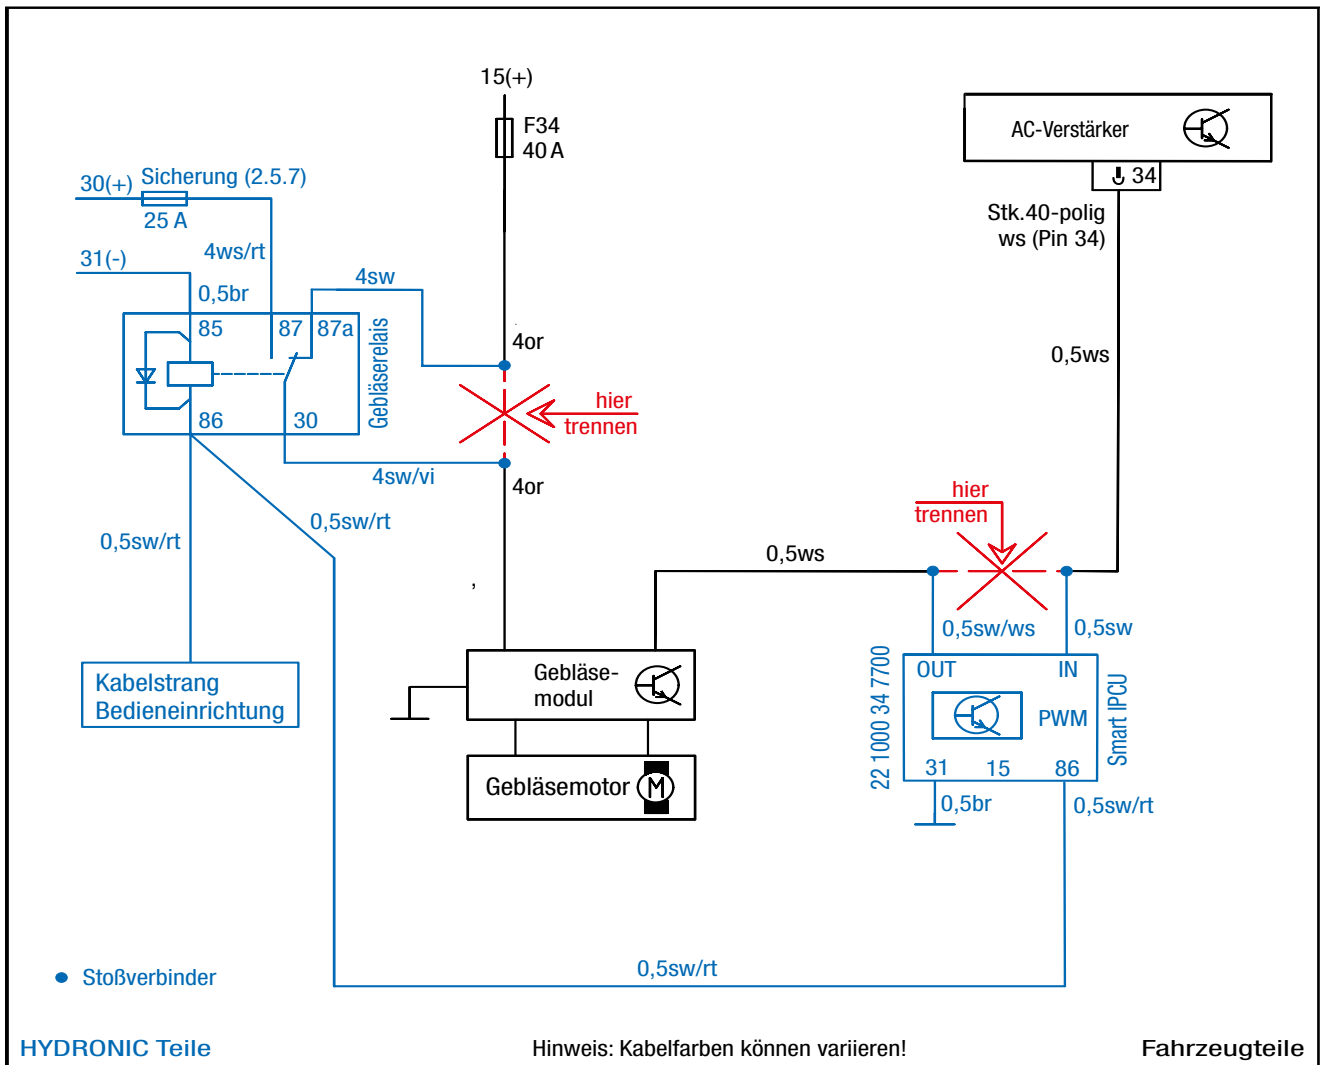 15(+)
F34
40 A
AC-Verstärker
34
Stk.40-polig
ws (Pin 34)
30(+)
Sicherung (2.5.7)
25 A
4ws/rt
31(-)
0,5br
4sw
85
87
87a
86
30
Gebläserelais
4or
hier
trennen
0,5ws
4sw/vi
4or
0,5sw/rt
0,5sw/rt
hier
trennen
0,5ws
,
0,5sw/ws
0,5sw
Kabelstrang
Bedieneinrichtung
Gebläse-
modul
Gebläsemotor
M
22 1000 34 7700
OUT
IN
PWM
31
15
86
Smart IPCU
0,5br
0,5sw/rt
0,5sw/rt
Stoßverbinder
HYDRONIC Teile
Hinweis: Kabelfarben können variieren!
Fahrzeugteile